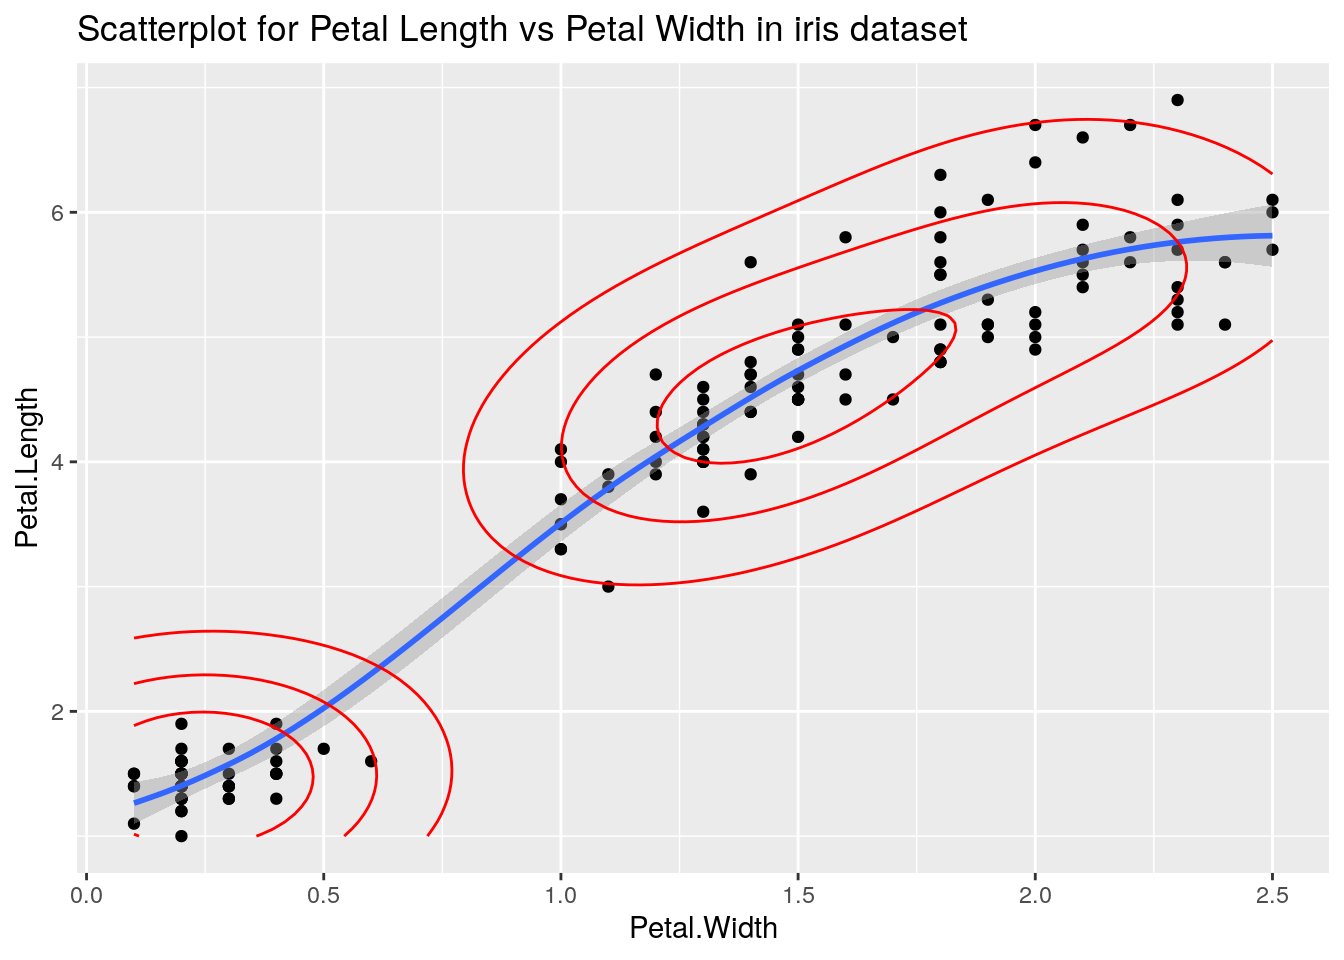 Scatterplot for Petal Length vs Petal Width in iris dataset
6
4
2
Petal.Length
0.0 0.5 1.0 1.5 2.0 2.5
Petal.Width